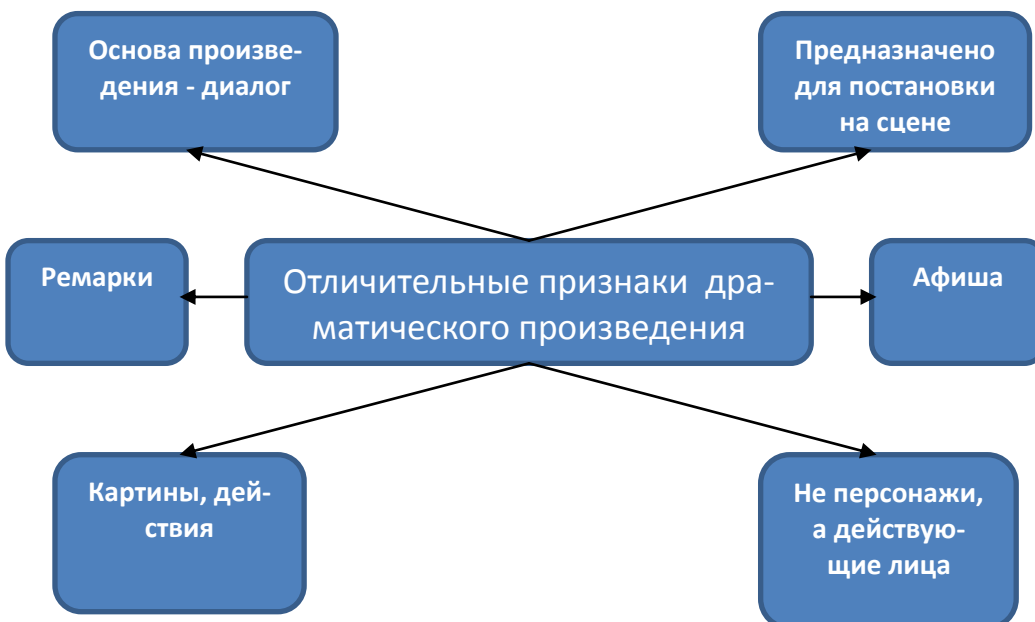 Основа произве-
дения - диалог
Предназначено
для постановки
на сцене
Ремарки
Отличительные признаки дра-
матического произведения
Афиша
Картины, дей-
ствия
Не персонажи,
а действую-
щие лица